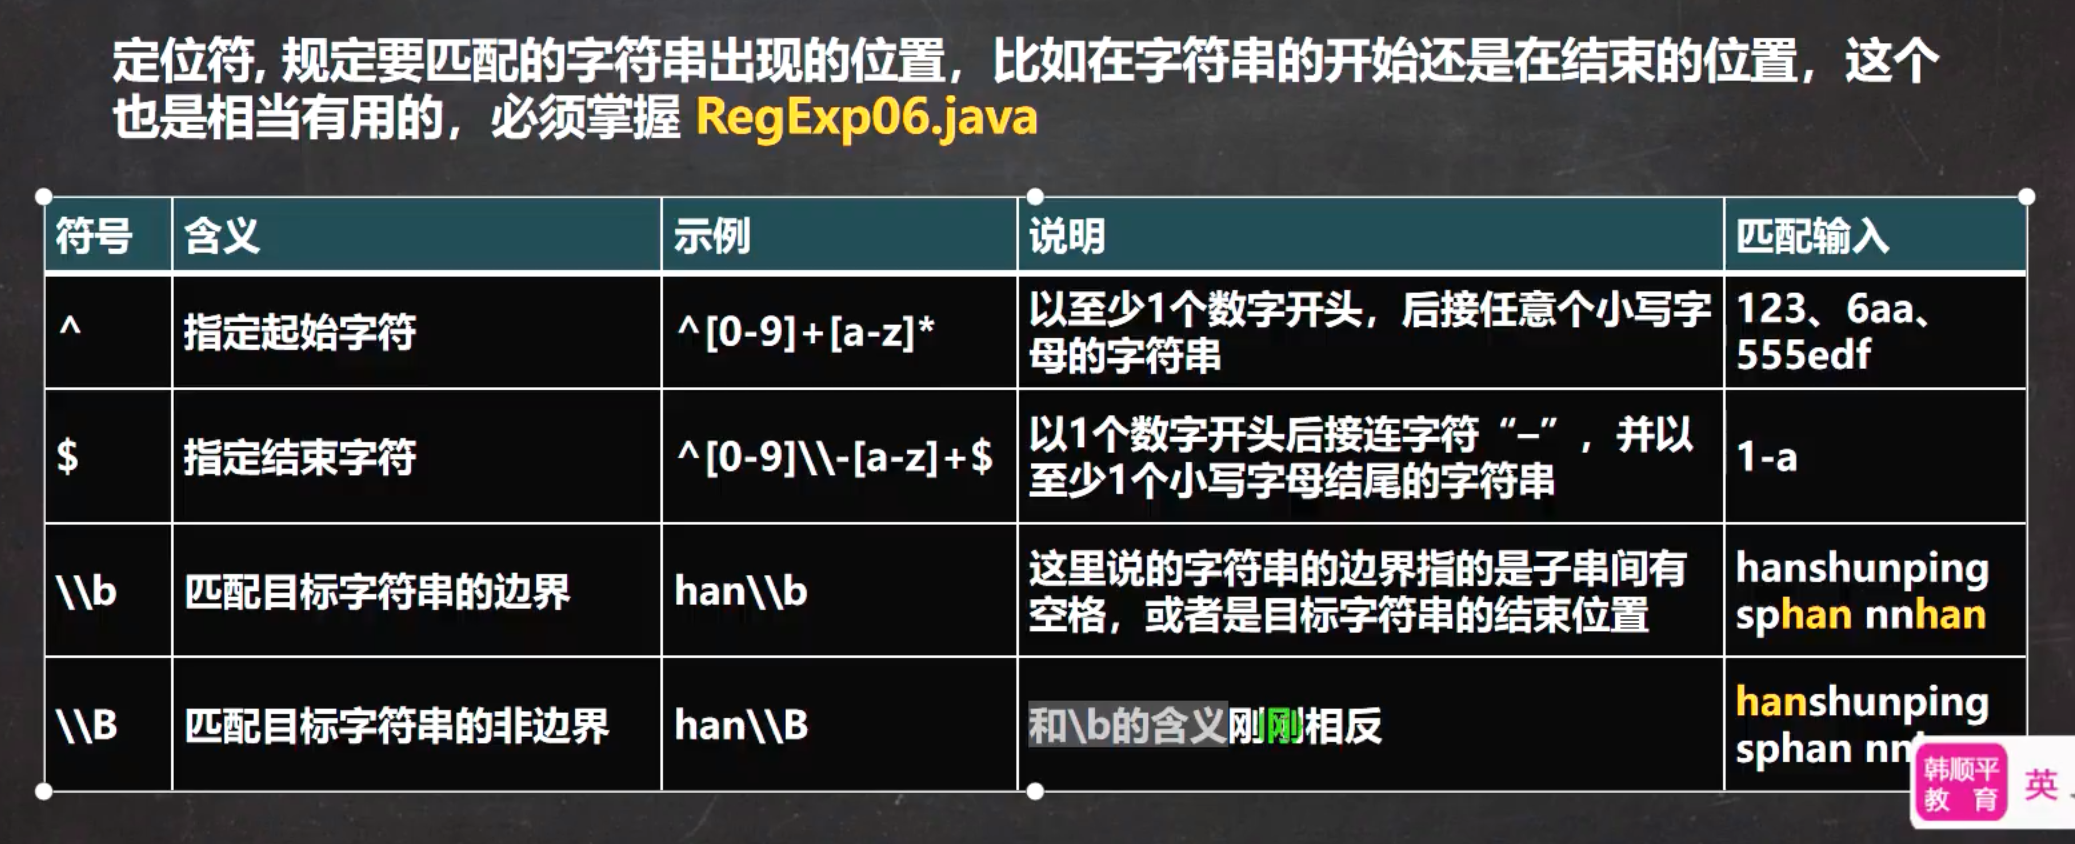 定位符, 规定要匹配的字符串出现的位置，比如在字符串的开始还是在结束的位置，这个
也是相当有用的，必须掌握 RegExp06.java
符号 含义 示例 说明 匹配输入
^ 指定起始字符 ^[0-9]+[a-z]* 以至少1个数字开头，后接任意个小写字
母的字符串
123、6aa、
555edf
$ 指定结束字符 ^[0-9]\\-[a-z]+$ 以1个数字开头后接连字符“–”，并以
至少1个小写字母结尾的字符串
1-a
\\b 匹配目标字符串的边界 han\\b 这里说的字符串的边界指的是子串间有
空格，或者是目标字符串的结束位置
hanshunping
sphan nnhan
\\B 匹配目标字符串的非边界 han\\B 和\b的含义刚刚相反
hanshunping
sphan
韩顺平
教 育
英